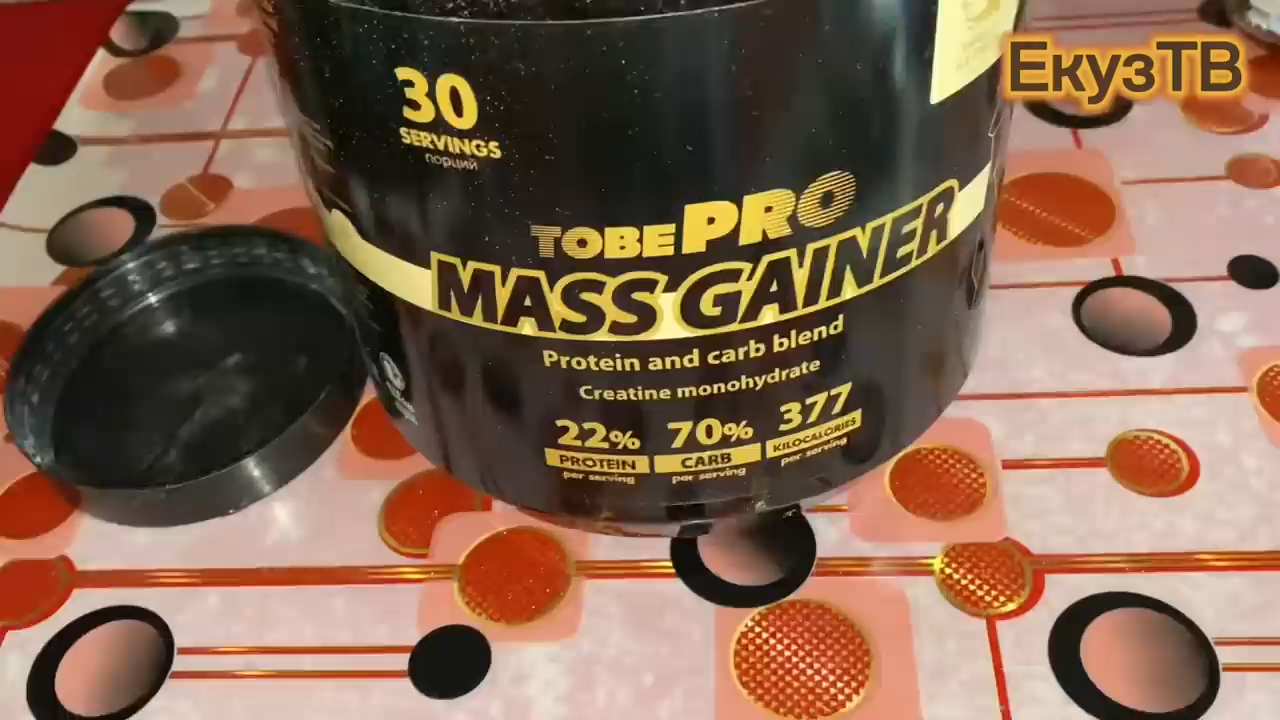 ЕкузТВ
30
SERVINGS
порций
TOBEPRO
MASS GAINER
Protein and carb blend
Creatine monohydrate
22% 70% 377
PROTEIN CARB KILOCALORIES
per serving per serving per serving